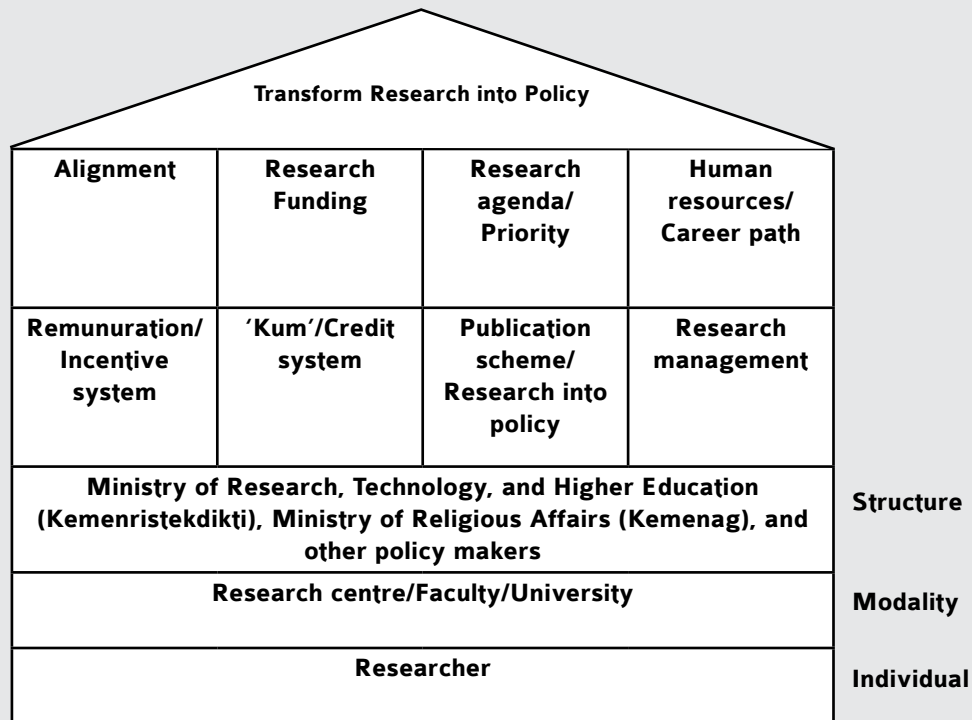 Transform Research into Policy
Alignment
Research
Funding
Research
agenda/
Priority
Human
resources/
Career path
Remunuration/
Incentive
system
‘Kum’/Credit
system
Publication
scheme/
Research into
policy
Research
management
Ministry of Research, Technology, and Higher Education
(Kemenristekdikti), Ministry of Religious Affairs (Kemenag), and
other policy makers
Structure
Research centre/Faculty/University
Modality
Researcher
Individual